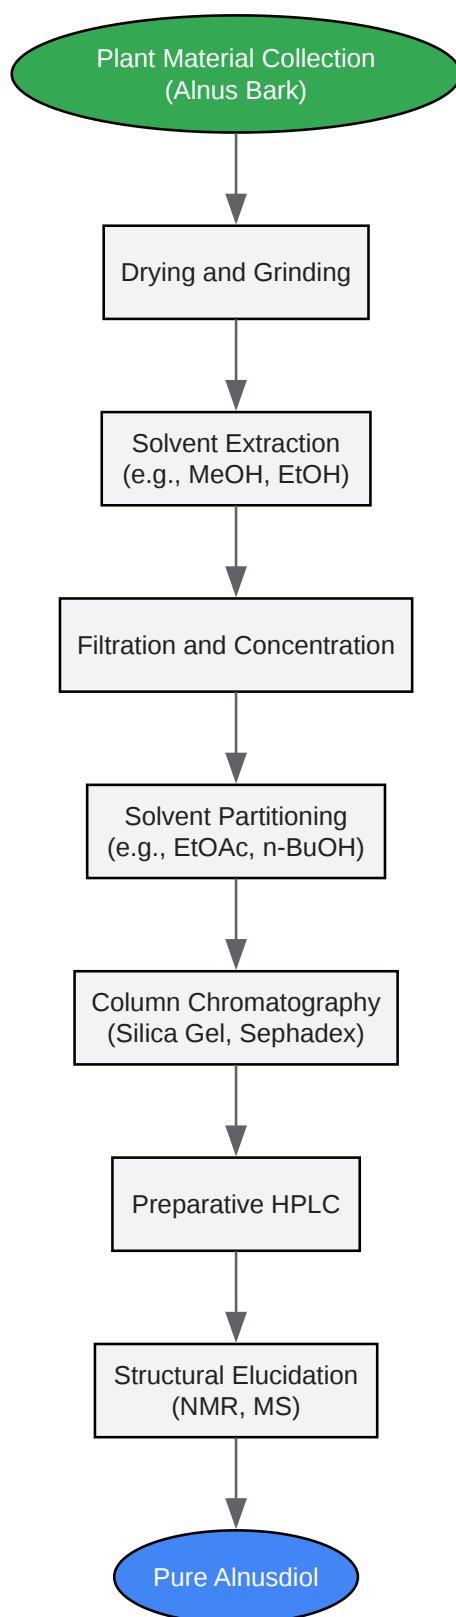 Plant Material Collection
(Alnus Bark)
Drying and Grinding
Solvent Extraction
(e.g., MeOH, EtOH)
Filtration and Concentration
Solvent Partitioning
(e.g., EtOAc, n-BuOH)
Column Chromatography
(Silica Gel, Sephadex)
Preparative HPLC
Structural Elucidation
(NMR, MS)
Pure Alnusdiol